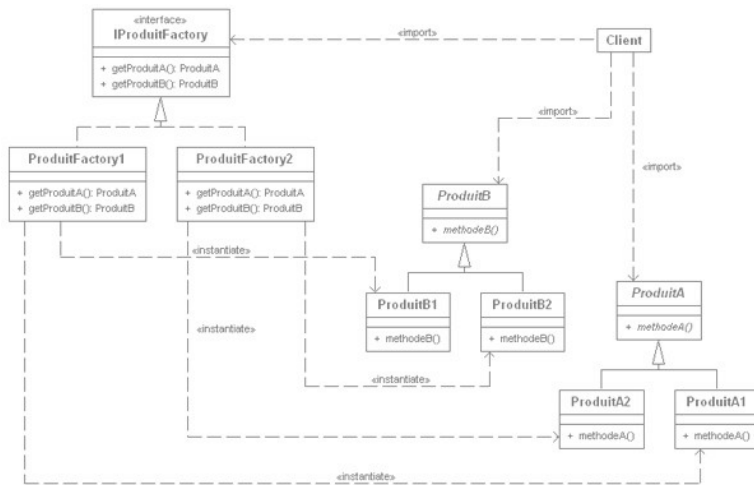 «interface»
IProduitFactory
+ getProduitA(): ProduitA
+ getProduitB(): ProduitB
«import»
Client
«import»
«import»
ProduitFactory1
+ getProduitA(): ProduitA
+ getProduitB(): ProduitB
ProduitFactory2
+ getProduitA(): ProduitA
+ getProduitB(): ProduitB
ProduitB
+ methodeB()
«instantiate»
ProduitB1
+ methodeB()
ProduitB2
+ methodeB()
ProduitA
+ methodeA()
«instantiate»
«instantiate»
ProduitA2
+ methodeA()
ProduitA1
+ methodeA()
«instantiate»